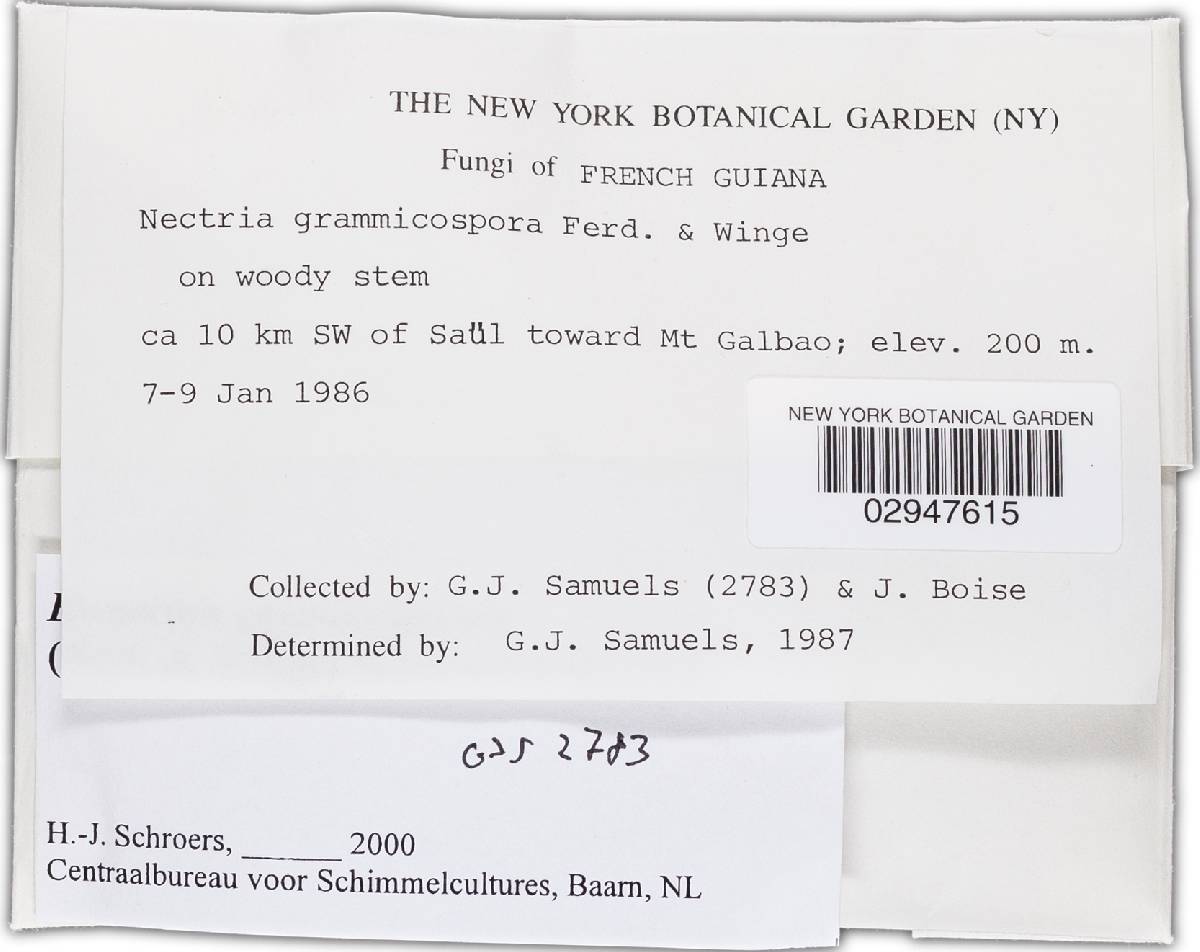 THE NEW YORK BOTANICAL GARDEN (NY)
Fungi of FRENCH GUIANA
Nectria grammicospora Ferd. & Winge
on woody stem
ca 10 km SW of Saül toward Mt Galbao; elev. 200 m.
7-9 Jan 1986
NEW YORK BOTANICAL GARDEN
02947615
Collected by: G.J. Samuels (2783) & J. Boise
Determined by: G.J. Samuels, 1987
(
GJS 2783
H.-J. Schroers, ______ 2000
Centraalbureau voor Schimmelcultures, Baarn, NL